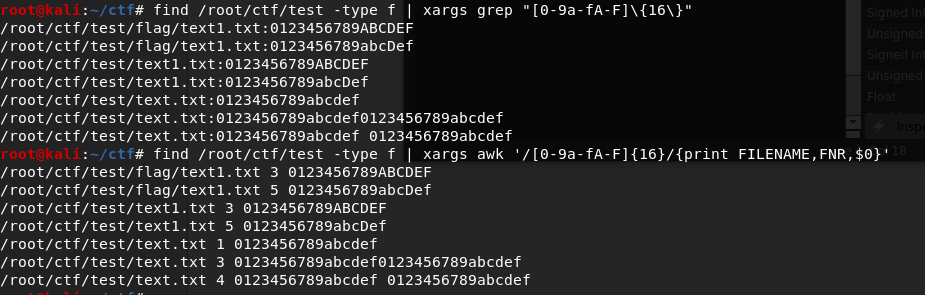 root@kali:~/ctf# find /root/ctf/test -type f | xargs grep "[0-9a-fA-F]\{16\}"
/root/ctf/test/flag/text1.txt:0123456789ABCDEF
/root/ctf/test/flag/text1.txt:0123456789abcDef
/root/ctf/test/text1.txt:0123456789ABCDEF
/root/ctf/test/text1.txt:0123456789abcDef
/root/ctf/test/text.txt:0123456789abcdef
/root/ctf/test/text.txt:0123456789abcdef0123456789abcdef
/root/ctf/test/text.txt:0123456789abcdef 0123456789abcdef
root@kali:~/ctf# find /root/ctf/test -type f | xargs awk '/[0-9a-fA-F]{16}/{print FILENAME,FNR,$0}'
/root/ctf/test/flag/text1.txt 3 0123456789ABCDEF
/root/ctf/test/flag/text1.txt 5 0123456789abcDef
/root/ctf/test/text1.txt 3 0123456789ABCDEF
/root/ctf/test/text1.txt 5 0123456789abcDef
/root/ctf/test/text.txt 1 0123456789abcdef
/root/ctf/test/text.txt 3 0123456789abcdef0123456789abcdef
/root/ctf/test/text.txt 4 0123456789abcdef 0123456789abcdef
Signed Int
Unsigned
Signed Int
Unsigned
Float
Inspe
18